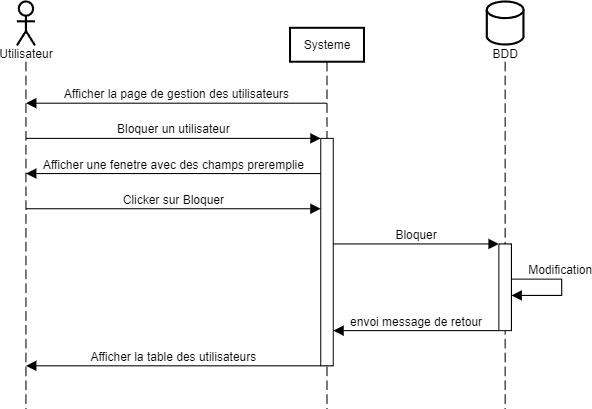 Utilisateur
Systeme
BDD
Afficher la page de gestion des utilisateurs
Bloquer un utilisateur
Afficher une fenetre avec des champs preremplie
Clicker sur Bloquer
Bloquer
Modification
envoi message de retour
Afficher la table des utilisateurs